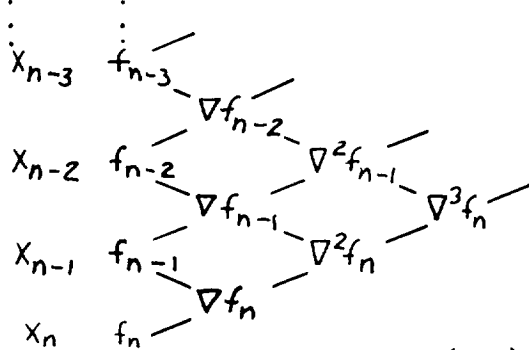 x_{n-3} f_{n-3}
∇f_{n-2}
x_{n-2} f_{n-2} ∇²f_{n-1}
∇f_{n-1} ∇³f_n
x_{n-1} f_{n-1} ∇²f_n
∇f_n
x_n f_n